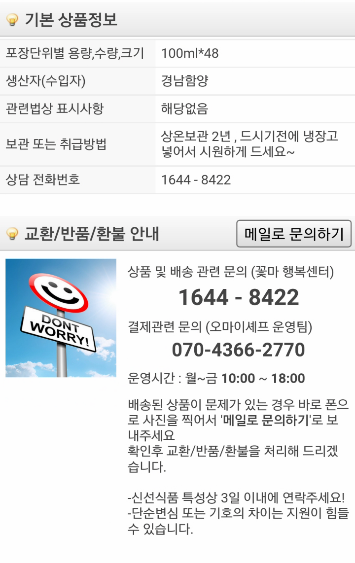 기본 상품정보
포장단위별 용량,수량,크기 100ml*48
생산자(수입자) 경남함양
관련법상 표시사항 해당없음
보관 또는 취급방법 상온보관 2년 , 드시기전에 냉장고
넣어서 시원하게 드세요~
상담 전화번호 1644 - 8422
교환/반품/환불 안내 메일로 문의하기
DONT
WORRY!
상품 및 배송 관련 문의 (꽃마 행복센터)
1644 - 8422
결제관련 문의 (오마이셰프 운영팀)
070-4366-2770
운영시간 : 월~금 10:00 ~ 18:00
배송된 상품이 문제가 있는 경우 바로 폰으
로 사진을 찍어서 '메일로 문의하기'로 보
내주세요
확인후 교환/반품/환불을 처리해 드리겠
습니다.
-신선식품 특성상 3일 이내에 연락주세요!
-단순변심 또는 기호의 차이는 지원이 힘들
수 있습니다.